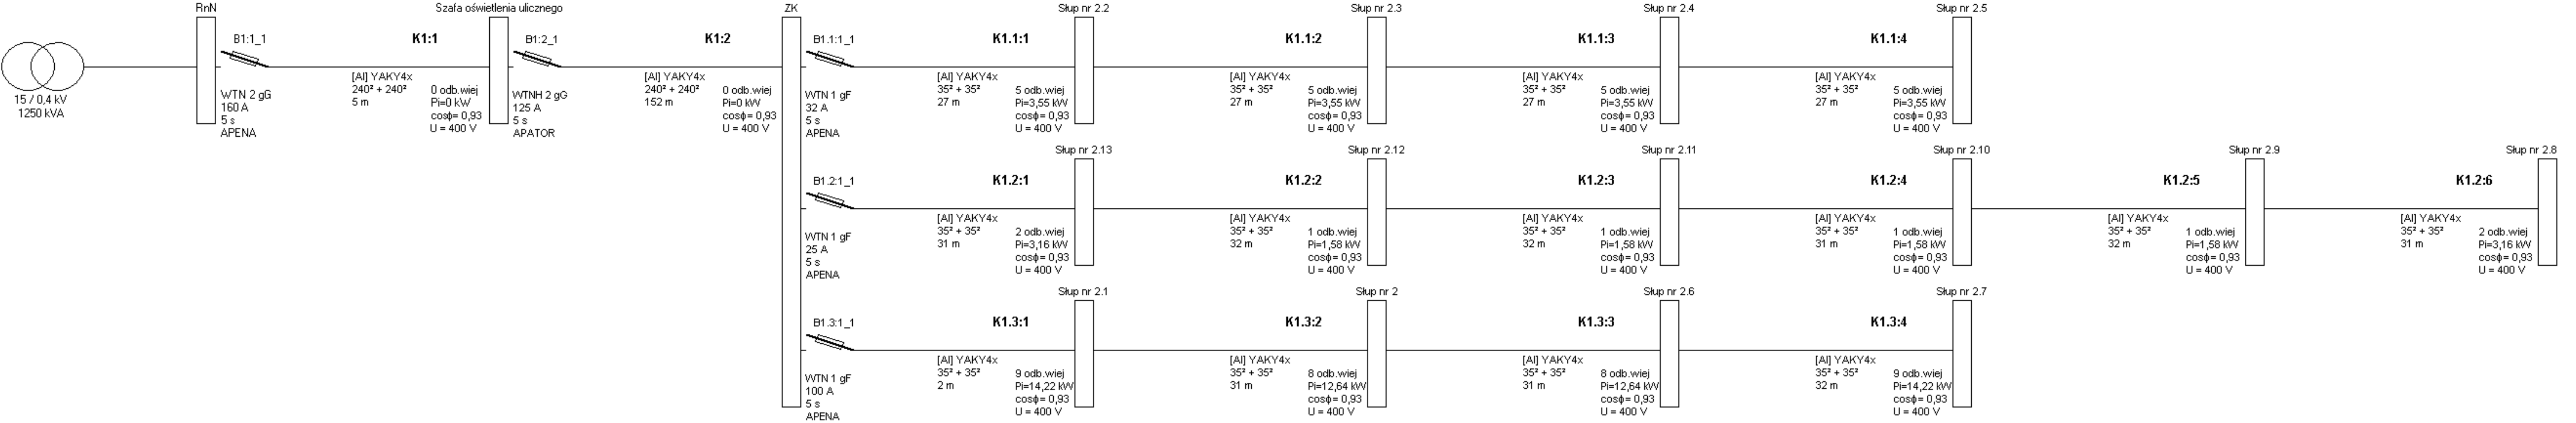 RnN
Szafa oświetlenia ulicznego
ZK
Słup nr 2.2
Słup nr 2.3
Słup nr 2.4
Słup nr 2.5
15 / 0,4 kV
1250 kVA
B1:1_1
WTN 2 gG
160 A
5 s
APENA
K1:1
[Al] YAKY4x
240² + 240²
5 m
0 odb.wiej
Pi=0 kW
cosϕ= 0,93
U = 400 V
B1:2_1
WTNH 2 gG
125 A
5 s
APATOR
K1:2
[Al] YAKY4x
240² + 240²
152 m
0 odb.wiej
Pi=0 kW
cosϕ= 0,93
U = 400 V
B1.1:1_1
WTN 1 gF
32 A
5 s
APENA
K1.1:1
[Al] YAKY4x
35² + 35²
27 m
5 odb.wiej
Pi=3,55 kW
cosϕ= 0,93
U = 400 V
K1.1:2
[Al] YAKY4x
35² + 35²
27 m
5 odb.wiej
Pi=3,55 kW
cosϕ= 0,93
U = 400 V
K1.1:3
[Al] YAKY4x
35² + 35²
27 m
5 odb.wiej
Pi=3,55 kW
cosϕ= 0,93
U = 400 V
K1.1:4
[Al] YAKY4x
35² + 35²
27 m
5 odb.wiej
Pi=3,55 kW
cosϕ= 0,93
U = 400 V
Słup nr 2.13
Słup nr 2.12
Słup nr 2.11
Słup nr 2.10
Słup nr 2.9
Słup nr 2.8
B1.2:1_1
WTN 1 gF
25 A
5 s
APENA
K1.2:1
[Al] YAKY4x
35² + 35²
31 m
2 odb.wiej
Pi=3,16 kW
cosϕ= 0,93
U = 400 V
K1.2:2
[Al] YAKY4x
35² + 35²
32 m
1 odb.wiej
Pi=1,58 kW
cosϕ= 0,93
U = 400 V
K1.2:3
[Al] YAKY4x
35² + 35²
32 m
1 odb.wiej
Pi=1,58 kW
cosϕ= 0,93
U = 400 V
K1.2:4
[Al] YAKY4x
35² + 35²
31 m
1 odb.wiej
Pi=1,58 kW
cosϕ= 0,93
U = 400 V
K1.2:5
[Al] YAKY4x
35² + 35²
32 m
1 odb.wiej
Pi=1,58 kW
cosϕ= 0,93
U = 400 V
K1.2:6
[Al] YAKY4x
35² + 35²
31 m
2 odb.wiej
Pi=3,16 kW
cosϕ= 0,93
U = 400 V
Słup nr 2.1
Słup nr 2
Słup nr 2.6
Słup nr 2.7
B1.3:1_1
WTN 1 gF
100 A
5 s
APENA
K1.3:1
[Al] YAKY4x
35² + 35²
2 m
9 odb.wiej
Pi=14,22 kW
cosϕ= 0,93
U = 400 V
K1.3:2
[Al] YAKY4x
35² + 35²
31 m
8 odb.wiej
Pi=12,64 kW
cosϕ= 0,93
U = 400 V
K1.3:3
[Al] YAKY4x
35² + 35²
31 m
8 odb.wiej
Pi=12,64 kW
cosϕ= 0,93
U = 400 V
K1.3:4
[Al] YAKY4x
35² + 35²
32 m
9 odb.wiej
Pi=14,22 kW
cosϕ= 0,93
U = 400 V